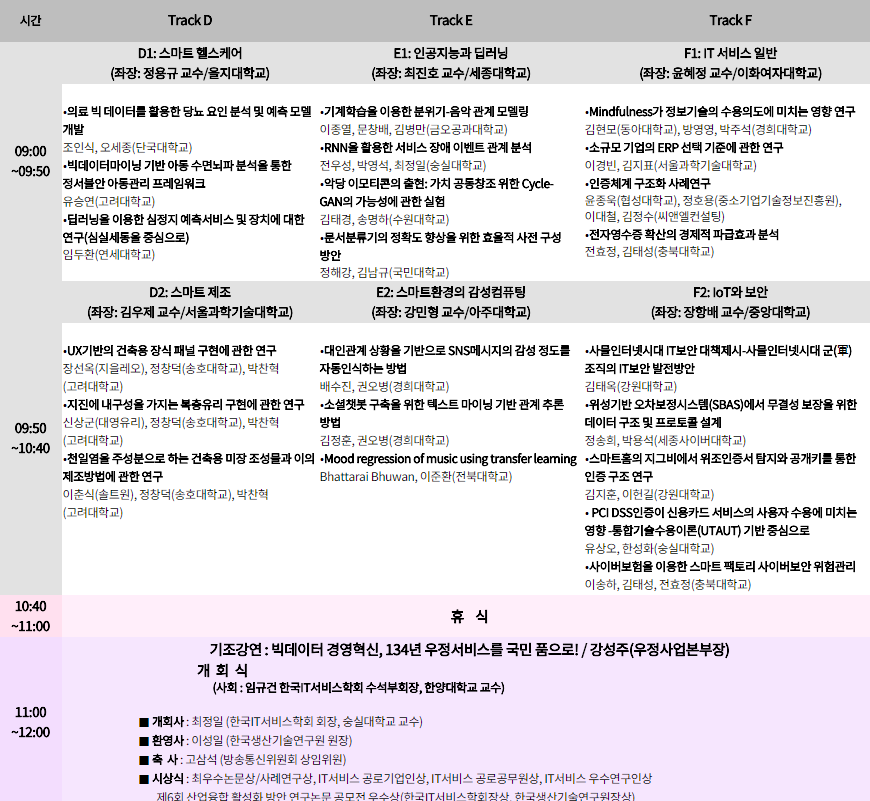 시간 Track D Track E Track F
D1: 스마트 헬스케어
(좌장: 정용규 교수/을지대학교)
E1: 인공지능과 딥러닝
(좌장: 최진호 교수/세종대학교)
F1: IT 서비스 일반
(좌장: 윤혜정 교수/이화여자대학교)
09:00
~09:50
•의료 빅 데이터를 활용한 당뇨 요인 분석 및 예측 모델
개발
조인식, 오세종(단국대학교)
•빅데이터마이닝 기반 아동 수면뇌파 분석을 통한
정서불안 아동관리 프레임워크
유승연(고려대학교)
•딥러닝을 이용한 심정지 예측서비스 및 장치에 대한
연구(심실세동을 중심으로)
임두환(연세대학교)
•기계학습을 이용한 분위기-음악 관계 모델링
이종열, 문창배, 김병만(금오공과대학교)
•RNN을 활용한 서비스 장애 이벤트 관계 분석
전우성, 박영석, 최정일(숭실대학교)
•악당 이모티콘의 출현: 가치 공동창조 위한 Cycle-
GAN의 가능성에 관한 실험
김태경, 송명하(수원대학교)
•문서분류기의 정확도 향상을 위한 효율적 사전 구성
방안
정해강, 김남규(국민대학교)
•Mindfulness가 정보기술의 수용의도에 미치는 영향 연구
김현모(동아대학교), 방영영, 박주석(경희대학교)
•소규모 기업의 ERP 선택 기준에 관한 연구
이경빈, 김지표(서울과학기술대학교)
•인증체계 구조화 사례연구
윤종욱(협성대학교), 정호용(중소기업기술정보진흥원),
이대철, 김정수(씨앤엘컨설팅)
•전자영수증 확산의 경제적 파급효과 분석
전효정, 김태성(충북대학교)
D2: 스마트 제조
(좌장: 김우제 교수/서울과학기술대학교)
E2: 스마트환경의 감성컴퓨팅
(좌장: 강민형 교수/아주대학교)
F2: IoT와 보안
(좌장: 장항배 교수/중앙대학교)
09:50
~10:40
•UX기반의 건축용 장식 패널 구현에 관한 연구
장선옥(지을레오), 정창덕(송호대학교), 박찬혁
(고려대학교)
•지진에 내구성을 가지는 복층유리 구현에 관한 연구
신상군(대영유리), 정창덕(송호대학교), 박찬혁
(고려대학교)
•천일염을 주성분으로 하는 건축용 미장 조성물과 이의
제조방법에 관한 연구
이춘식(솔트원), 정창덕(송호대학교), 박찬혁
(고려대학교)
•대인관계 상황을 기반으로 SNS메시지의 감성 정도를
자동인식하는 방법
배수진, 권오병(경희대학교)
•소셜챗봇 구축을 위한 텍스트 마이닝 기반 관계 추론
방법
김정훈, 권오병(경희대학교)
•Mood regression of music using transfer learning
Bhattarai Bhuwan, 이준환(전북대학교)
•사물인터넷시대 IT보안 대책제시-사물인터넷시대 군(軍)
조직의 IT보안 발전방안
김태옥(강원대학교)
•위성기반 오차보정시스템(SBAS)에서 무결성 보장을 위한
데이터 구조 및 프로토콜 설계
정송희, 박용석(세종사이버대학교)
•스마트홈의 지그비에서 위조인증서 탐지와 공개키를 통한
인증 구조 연구
김지훈, 이헌길(강원대학교)
• PCI DSS인증이 신용카드 서비스의 사용자 수용에 미치는
영향 -통합기술수용이론(UTAUT) 기반 중심으로
유상오, 한성화(숭실대학교)
•사이버보험을 이용한 스마트 팩토리 사이버보안 위험관리
이송하, 김태성, 전효정(충북대학교)
10:40
~11:00
휴 식
11:00
~12:00
기조강연 : 빅데이터 경영혁신, 134년 우정서비스를 국민 품으로! / 강성주(우정사업본부장)
개 회 식
(사회 : 임규건 한국IT서비스학회 수석부회장, 한양대학교 교수)
■ 개회사 : 최정일 (한국IT서비스학회 회장, 숭실대학교 교수)
■ 환영사 : 이성일 (한국생산기술연구원 원장)
■ 축 사 : 고삼석 (방송통신위원회 상임위원)
■ 시상식 : 최우수논문상/사례연구상, IT서비스 공로기업인상, IT서비스 공로공무원상, IT서비스 우수연구인상
제6회 산업융합 활성화 방안 연구논문 공모전 우수상(한국IT서비스학회장상, 한국생산기술연구원장상)